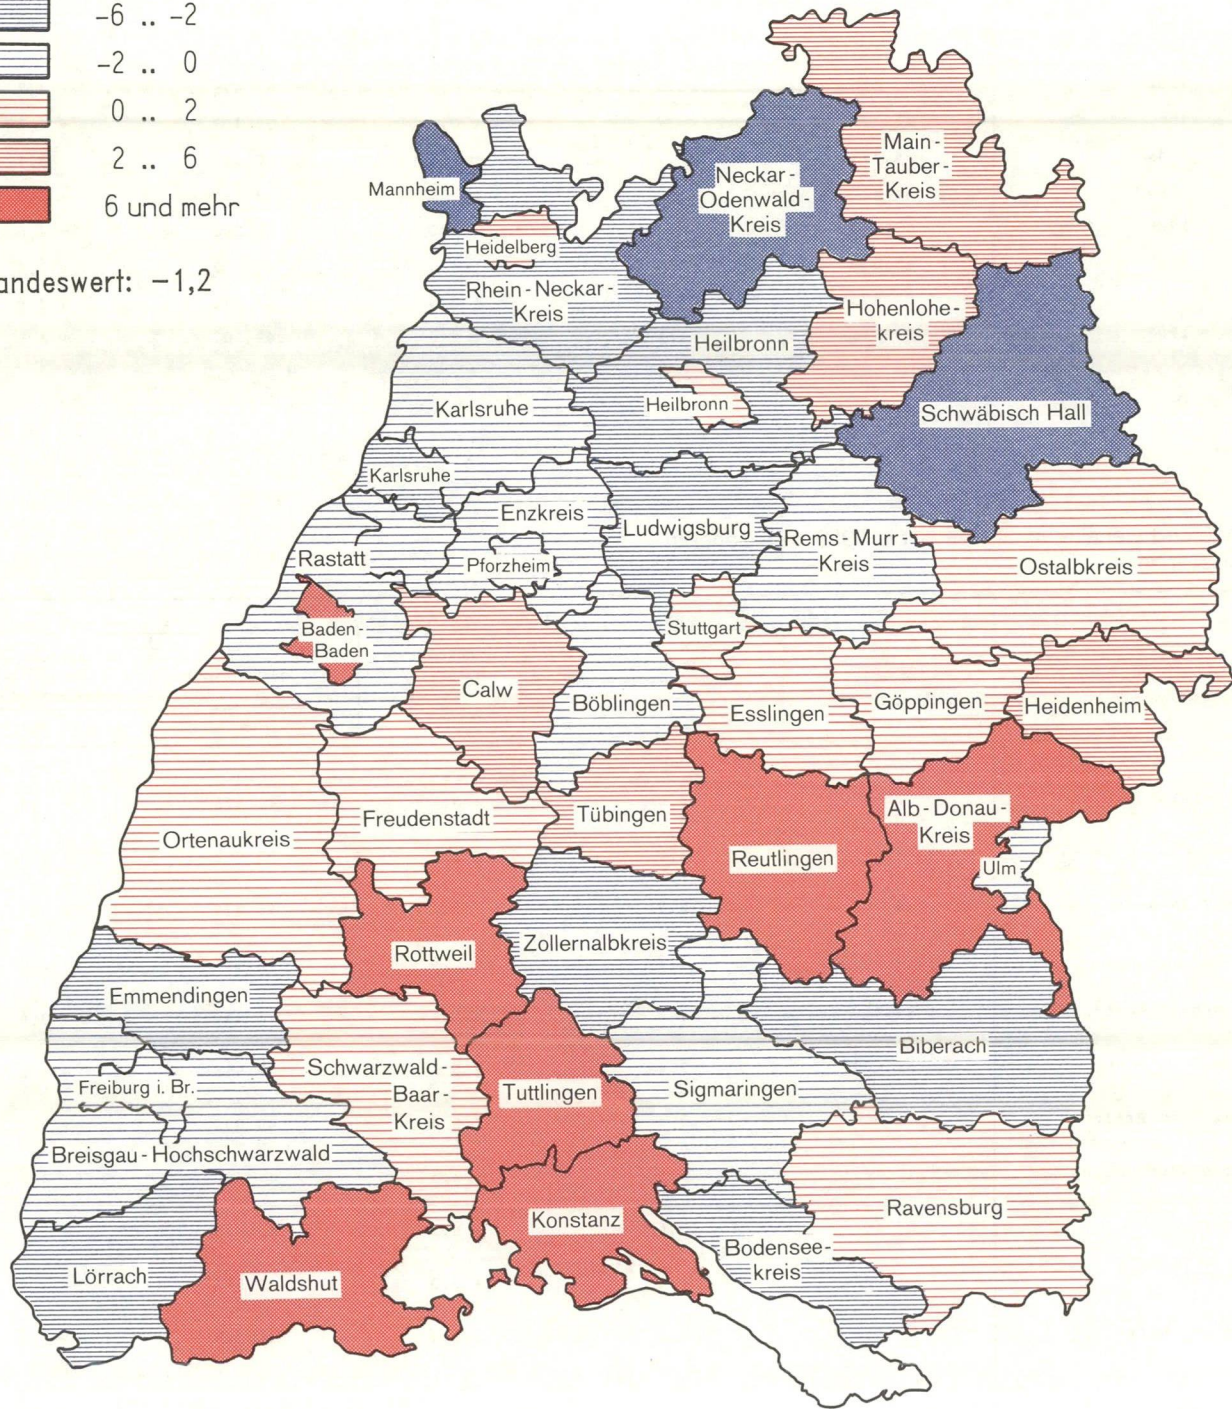 -6 .. -2
-2 .. 0
0 .. 2
2 .. 6
6 und mehr
andeswert: -1,2
Main-
Tauber-
Kreis
Mannheim
Neckar-
Odenwald-
Kreis
Heidelberg
Rhein-Neckar-
Kreis
Hohenlohe-
kreis
Heilbronn
Heilbronn
Karlsruhe
Schwäbisch Hall
Karlsruhe
Enzkreis
Ludwigsburg
Rems-Murr-
Kreis
Rastatt
Pforzheim
Ostalbkreis
Baden-
Baden
Stuttgart
Calw
Böblingen
Esslingen
Göppingen
Heidenheim
Freudenstadt
Tübingen
Alb-Donau-
Kreis
Ortenaukreis
Reutlingen
Ulm
Rottweil
Zollernalbkreis
Emmendingen
Biberach
Schwarzwald-
Baar-
Kreis
Freiburg i. Br.
Tuttlingen
Sigmaringen
Breisgau-Hochschwarzwald
Ravensburg
Konstanz
Bodensee-
kreis
Lörrach
Waldshut